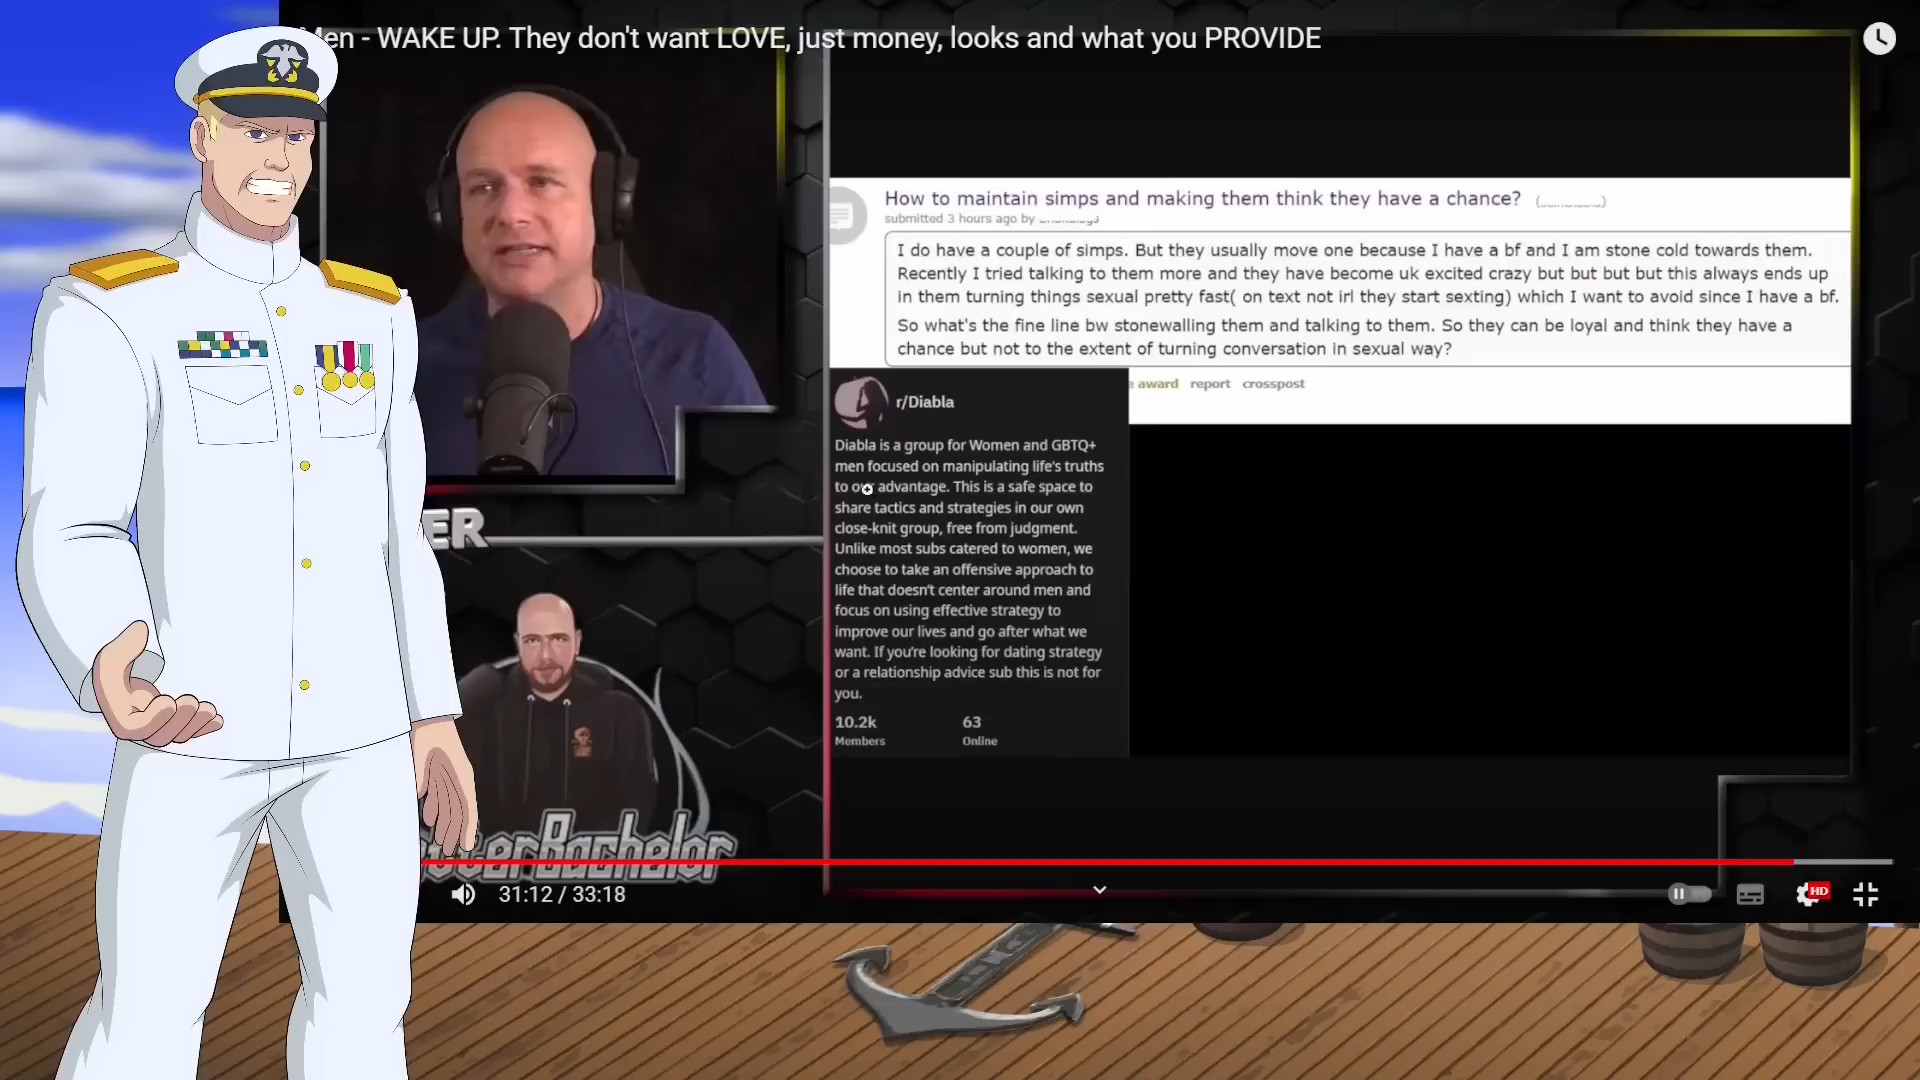 Men - WAKE UP. They don't want LOVE, just money, looks and what you PROVIDE
How to maintain simps and making them think they have a chance?
submitted 3 hours ago by
I do have a couple of simps. But they usually move one because I have a bf and I am stone cold towards them.
Recently I tried talking to them more and they have become uk excited crazy but but but but this always ends up
in them turning things sexual pretty fast( on text not irl they start sexting) which I want to avoid since I have a bf.
So what's the fine line bw stonewalling them and talking to them. So they can be loyal and think they have a
chance but not to the extent of turning conversation in sexual way?
e award report crosspost
r/Diabla
Diabla is a group for Women and GBTQ+
men focused on manipulating life's truths
to our advantage. This is a safe space to
share tactics and strategies in our own
close-knit group, free from judgment.
Unlike most subs catered to women, we
choose to take an offensive approach to
life that doesn't center around men and
focus on using effective strategy to
improve our lives and go after what we
want. If you're looking for dating strategy
or a relationship advice sub this is not for
you.
10.2k 63
Members Online
ER
tterBachelor
31:12 / 33:18
HD